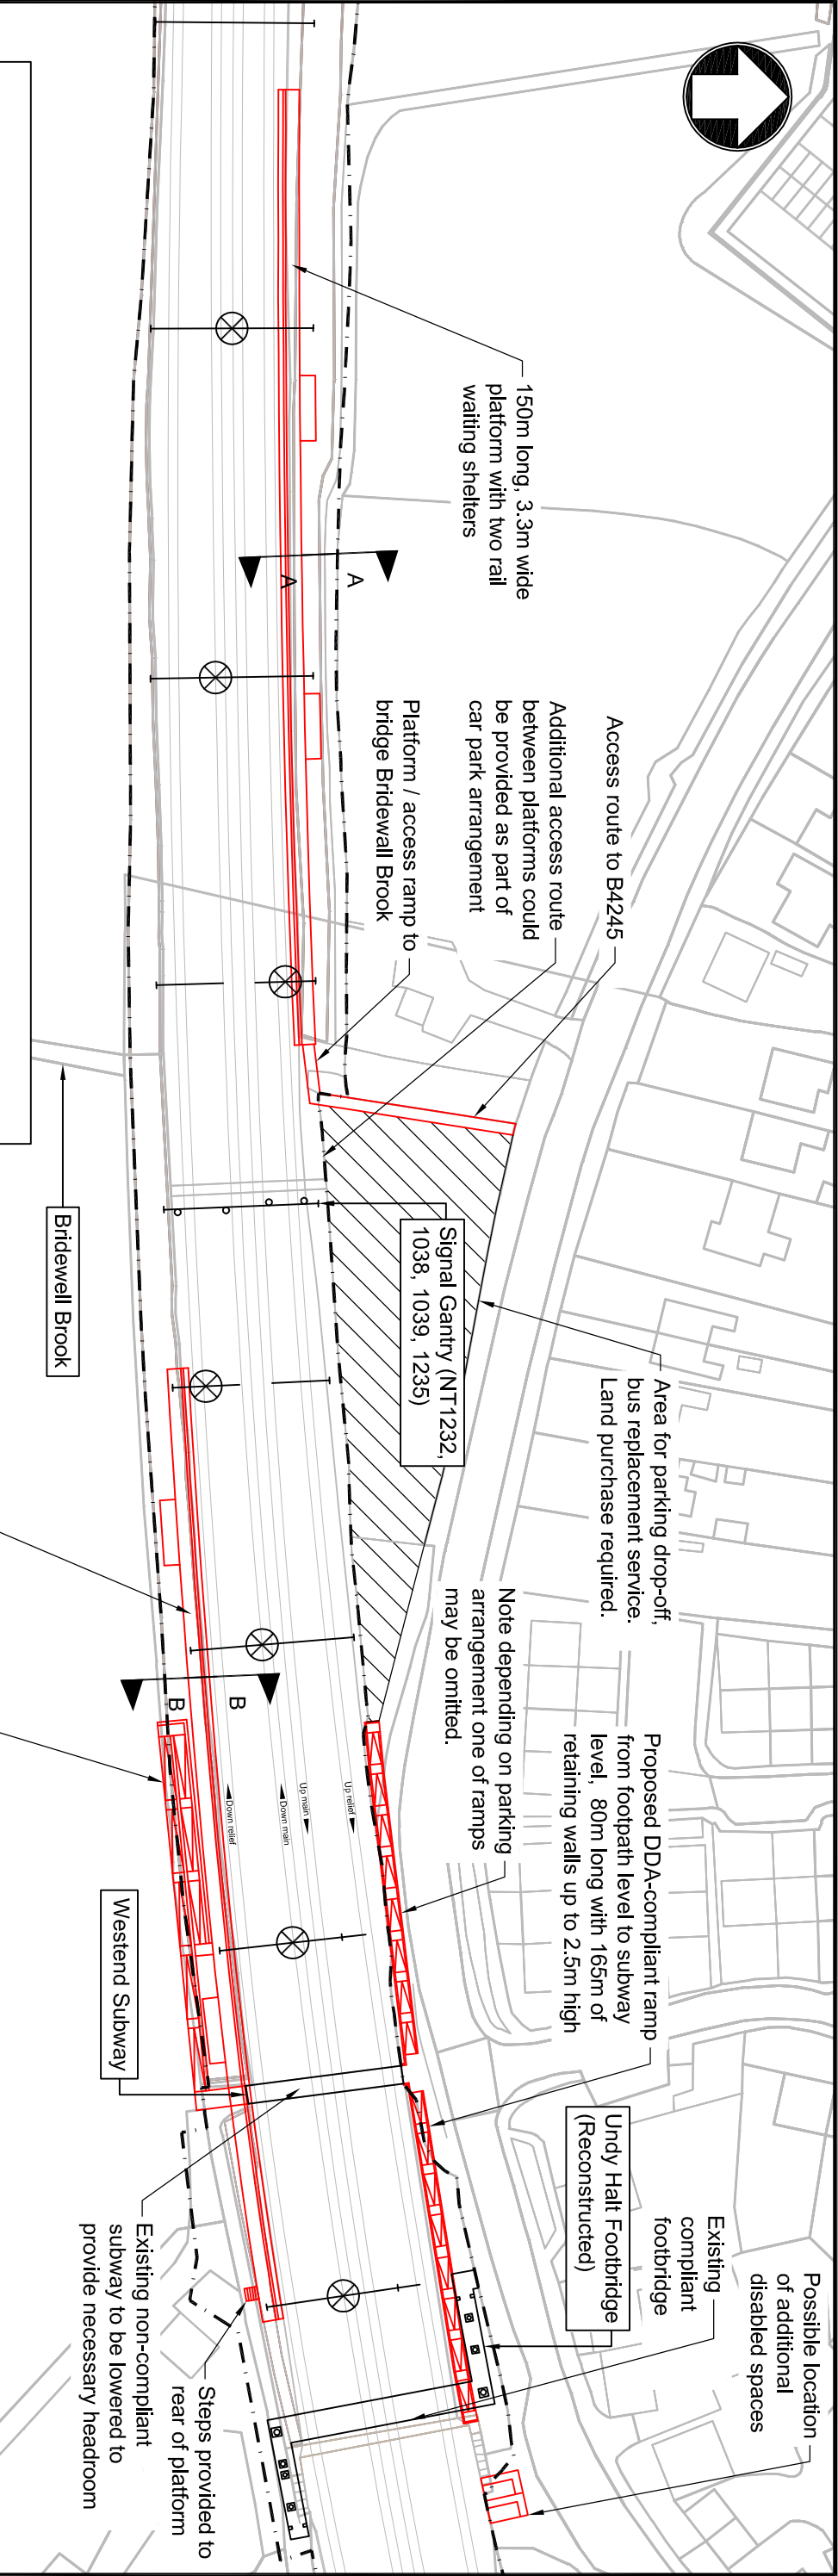 150m long, 3.3m wide
platform with two rail
waiting shelters
A
A
Access route to B4245
Additional access route
between platforms could
be provided as part of
car park arrangement
Platform / access ramp to
bridge Bridewall Brook
Bridewell Brook
Signal Gantry (NT1232,
1038, 1039, 1235)
Area for parking drop-off,
bus replacement service.
Land purchase required.
Note depending on parking
arrangement one of ramps
may be omitted.
B
B
Up relief
Up main
Down main
Down relief
Proposed DDA-compliant ramp
from footpath level to subway
level, 80m long with 165m of
retaining walls up to 2.5m high
Westend Subway
Undy Halt Footbridge
(Reconstructed)
Existing
compliant
footbridge
Possible location
of additional
disabled spaces
Existing non-compliant
subway to be lowered to
provide necessary headroom
Steps provided to
rear of platform